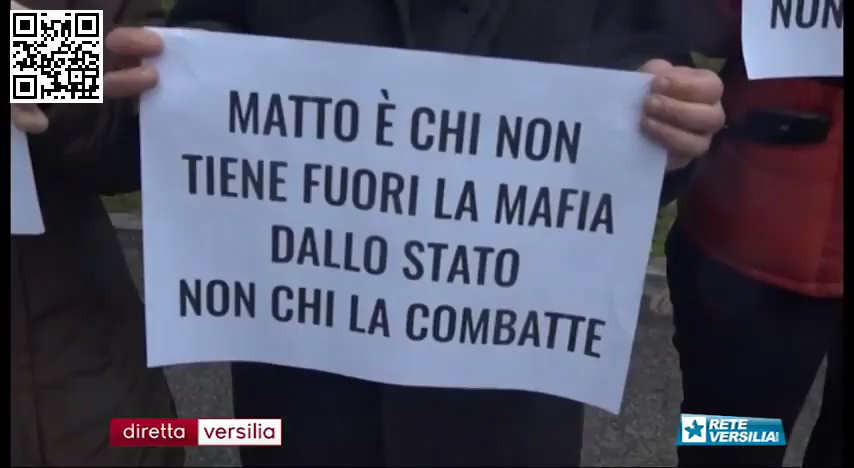 NON
MATTO È CHI NON
TIENE FUORI LA MAFIA
DALLO STATO
NON CHI LA COMBATTE
diretta versilia
RETE
VERSILIA